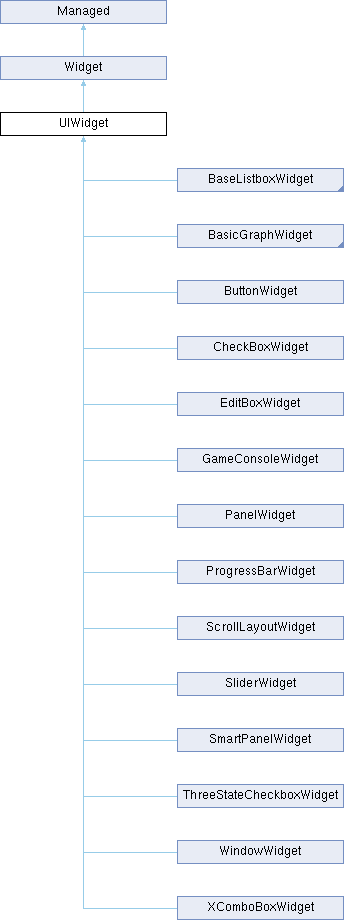 Managed
Widget
UIWidget
BaseListboxWidget
BasicGraphWidget
ButtonWidget
CheckBoxWidget
EditBoxWidget
GameConsoleWidget
PanelWidget
ProgressBarWidget
ScrollLayoutWidget
SliderWidget
SmartPanelWidget
ThreeStateCheckboxWidget
WindowWidget
XComboBoxWidget